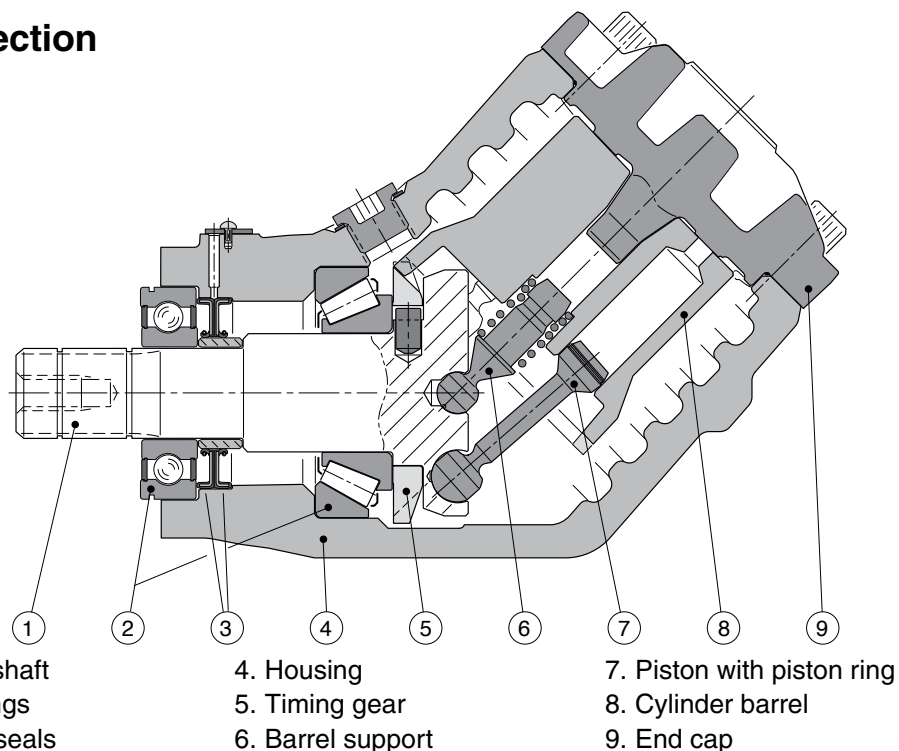 ection
1 2 3 4 5 6 7 8 9
shaft 4. Housing 7. Piston with piston ring
ngs 5. Timing gear 8. Cylinder barrel
seals 6. Barrel support 9. End cap